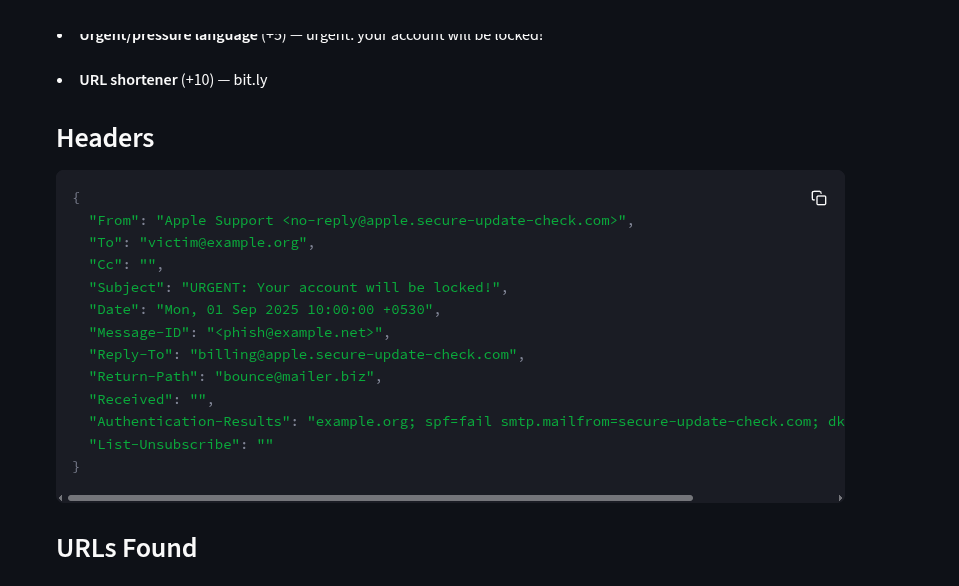 • Urgent/pressure language (+5) — urgent: your account will be locked!
• URL shortener (+10) — bit.ly
Headers
{
  "From": "Apple Support <no-reply@apple.secure-update-check.com>",
  "To": "victim@example.org",
  "Cc": "",
  "Subject": "URGENT: Your account will be locked!",
  "Date": "Mon, 01 Sep 2025 10:00:00 +0530",
  "Message-ID": "<phish@example.net>",
  "Reply-To": "billing@apple.secure-update-check.com",
  "Return-Path": "bounce@mailer.biz",
  "Received": "",
  "Authentication-Results": "example.org; spf=fail smtp.mailfrom=secure-update-check.com; dk
  "List-Unsubscribe": ""
}
URLs Found